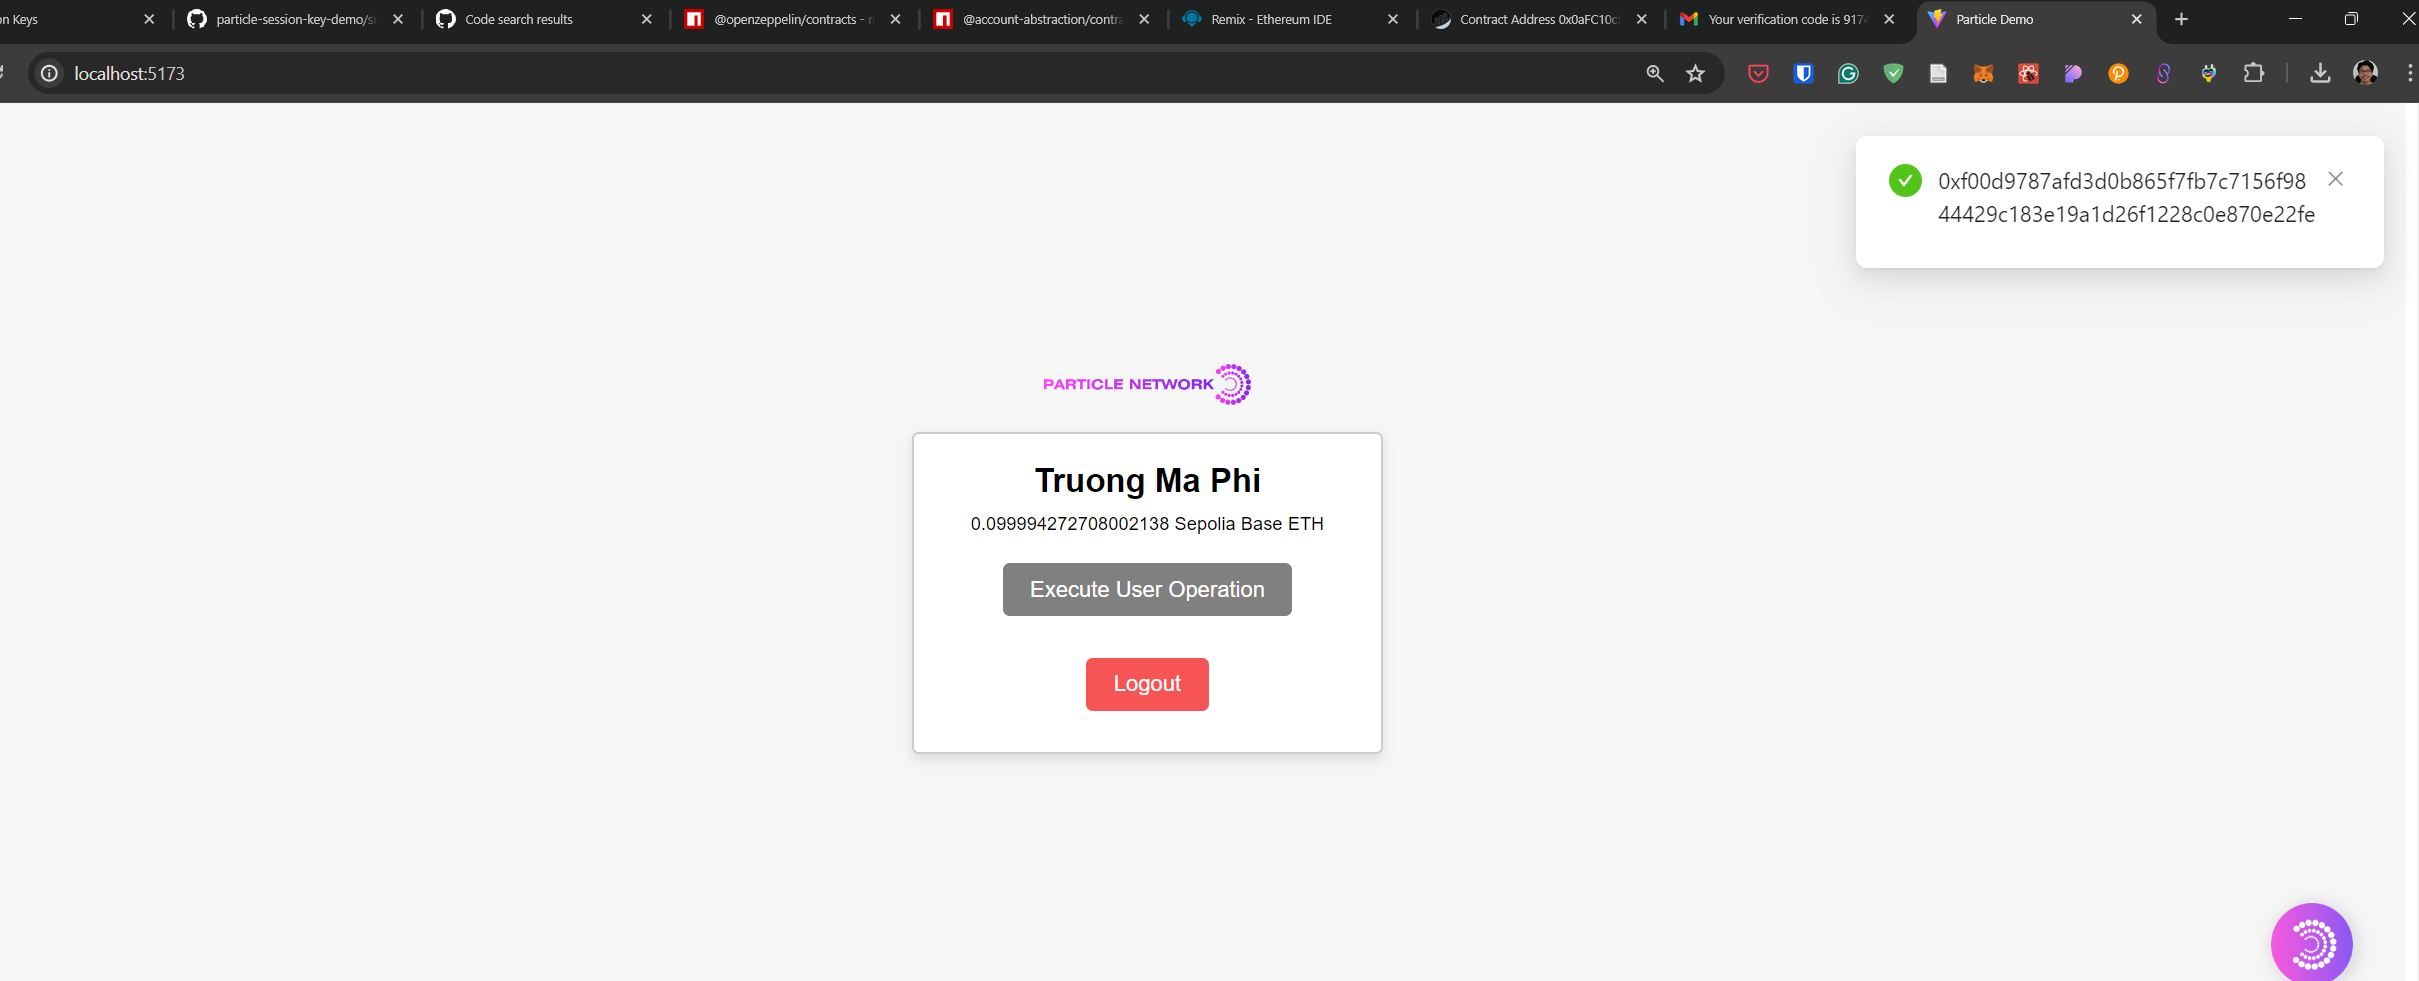 n Keys
particle-session-key-demo/sr
Code search results
@openzeppelin/contracts - n
@account-abstraction/contra
Remix - Ethereum IDE
Contract Address 0x0aFC10c
Your verification code is 9174
Particle Demo
localhost:5173
0xf00d9787afd3d0b865f7fb7c7156f98
44429c183e19a1d26f1228c0e870e22fe
PARTICLE NETWORK
Truong Ma Phi
0.099994272708002138 Sepolia Base ETH
Execute User Operation
Logout